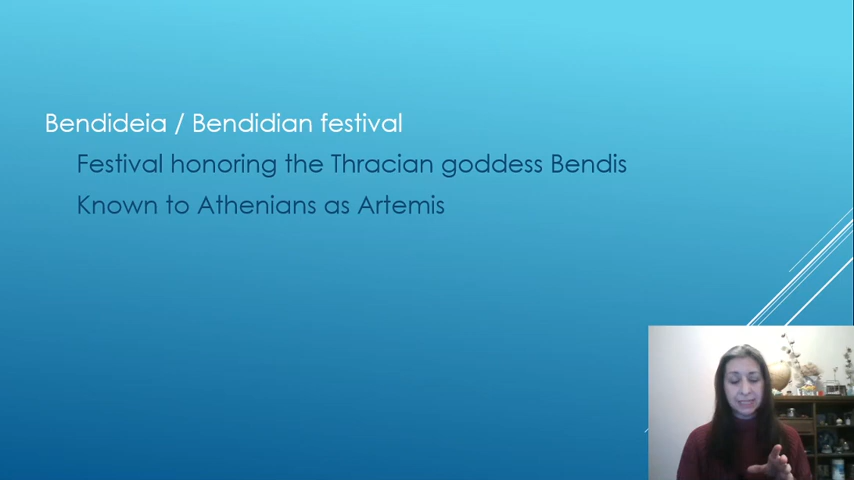 Bendideia / Bendidian festival
Festival honoring the Thracian goddess Bendis
Known to Athenians as Artemis